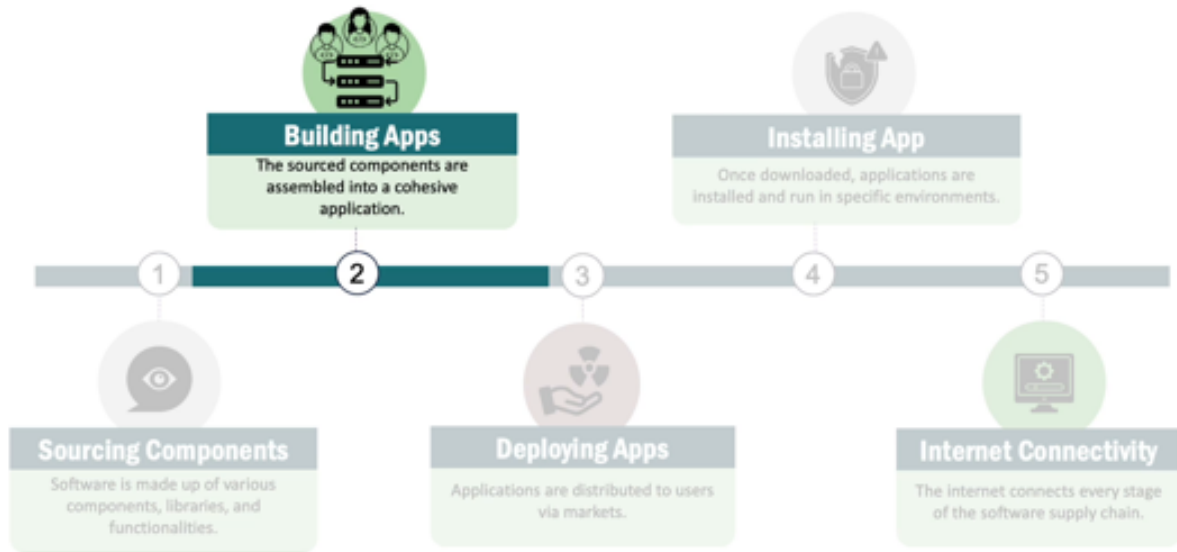 Building Apps
The sourced components are
assembled into a cohesive
application.
Installing App
Once downloaded, applications are
installed and run in specific environments.
1
2
3
4
5
Sourcing Components
Software is made up of various
components, libraries, and
functionalities.
Deploying Apps
Applications are distributed to users
via markets.
Internet Connectivity
The internet connects every stage
of the software supply chain.